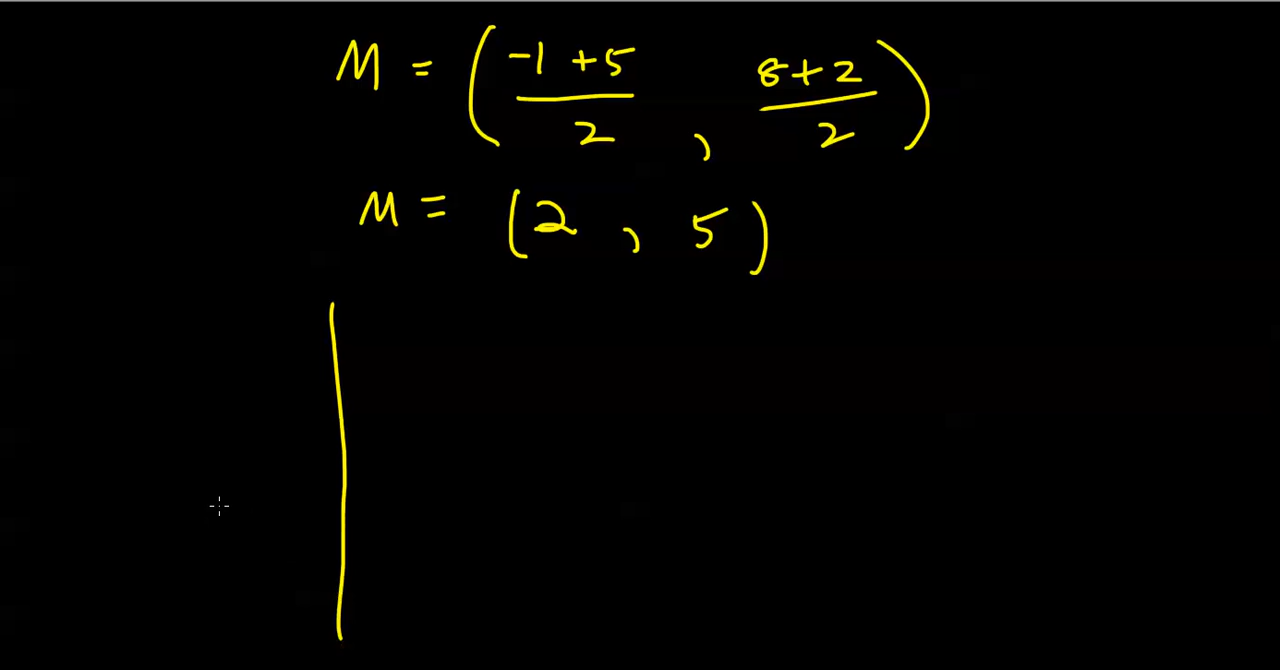 M = ( (-1 + 5)/2 , (8 + 2)/2 )
M = (2 , 5)